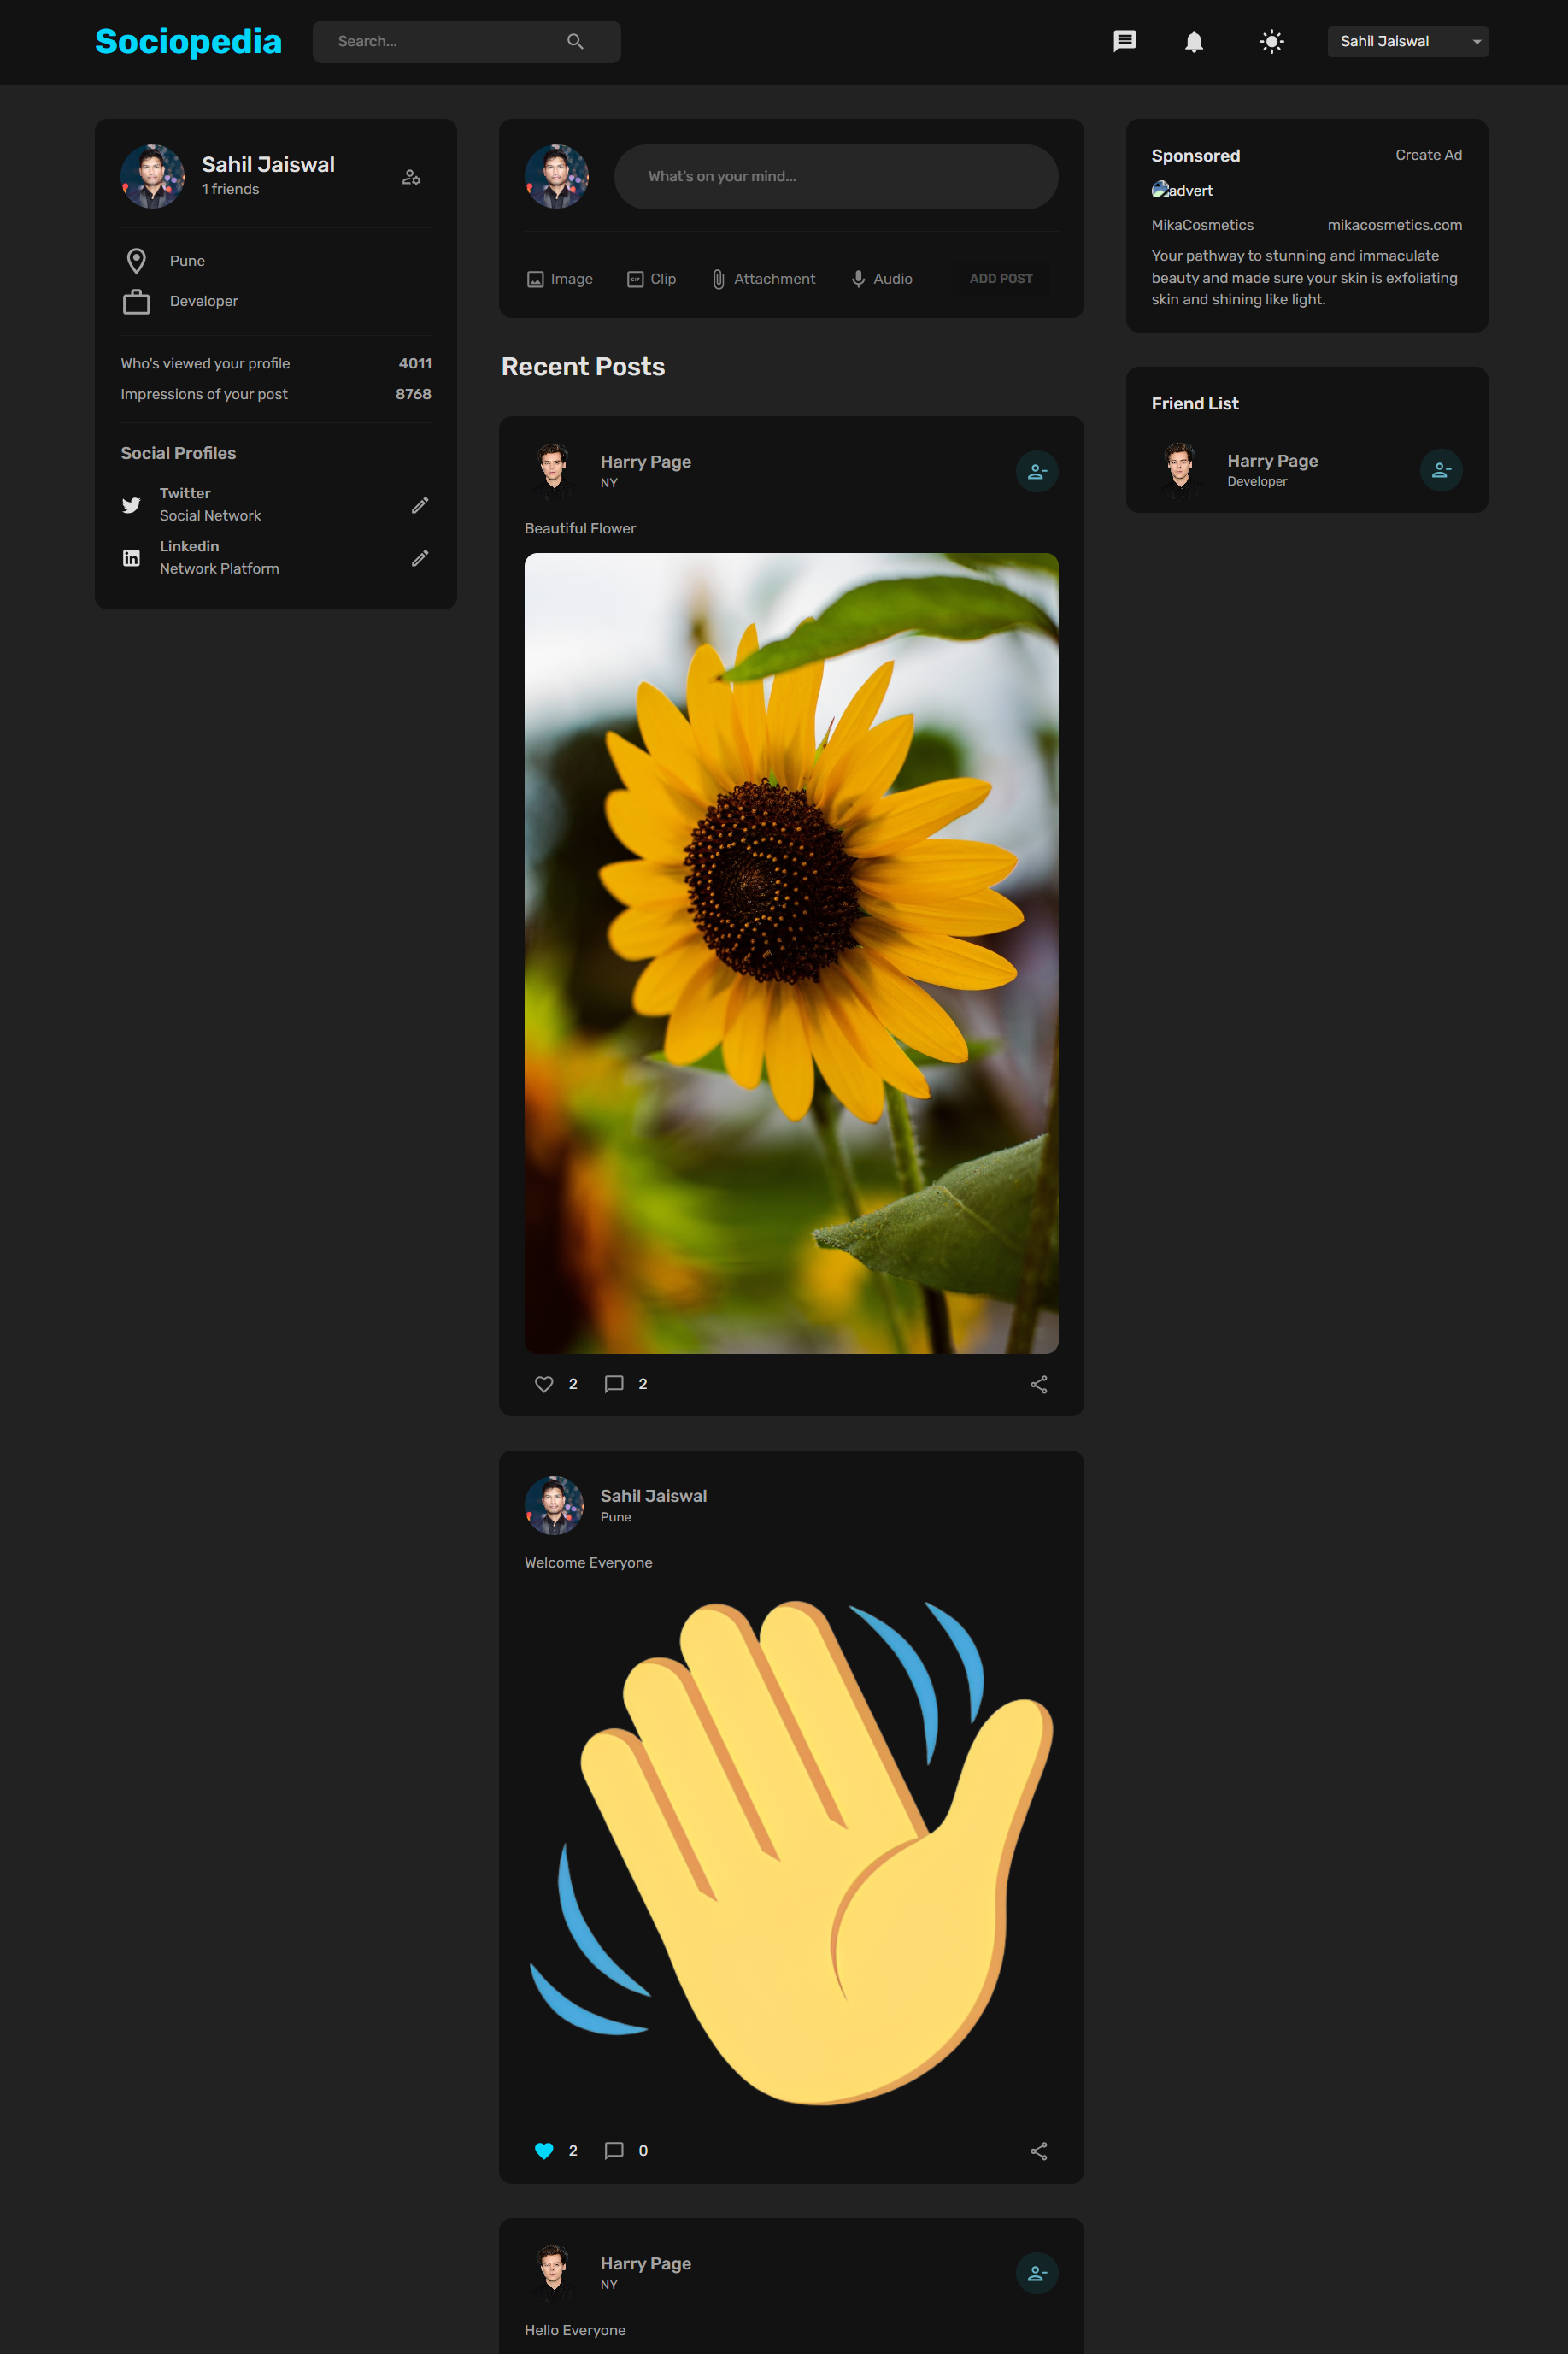 Sociopedia
Search...
Sahil Jaiswal
Sahil Jaiswal
1 friends
Pune
Developer
Who's viewed your profile 4011
Impressions of your post 8768
Social Profiles
Twitter
Social Network
Linkedin
Network Platform
What's on your mind...
Image GIF Clip Attachment Audio ADD POST
Recent Posts
Harry Page
NY
Beautiful Flower
2 2
Sahil Jaiswal
Pune
Welcome Everyone
2 0
Harry Page
NY
Hello Everyone
Sponsored Create Ad
advert
MikaCosmetics mikacosmetics.com
Your pathway to stunning and immaculate
beauty and made sure your skin is exfoliating
skin and shining like light.
Friend List
Harry Page
Developer